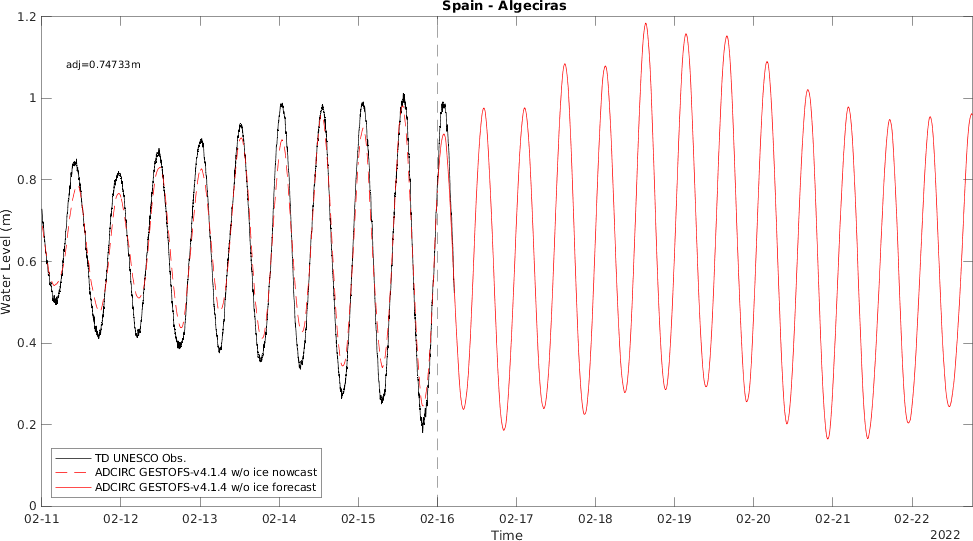 Spain - Algeciras
adj=0.74733m
Water Level (m)
1.2
1
0.8
0.6
0.4
0.2
0
TD UNESCO Obs.
ADCIRC GESTOFS-v4.1.4 w/o ice nowcast
ADCIRC GESTOFS-v4.1.4 w/o ice forecast
02-11 02-12 02-13 02-14 02-15 02-16 02-17 02-18 02-19 02-20 02-21 02-22
Time
2022